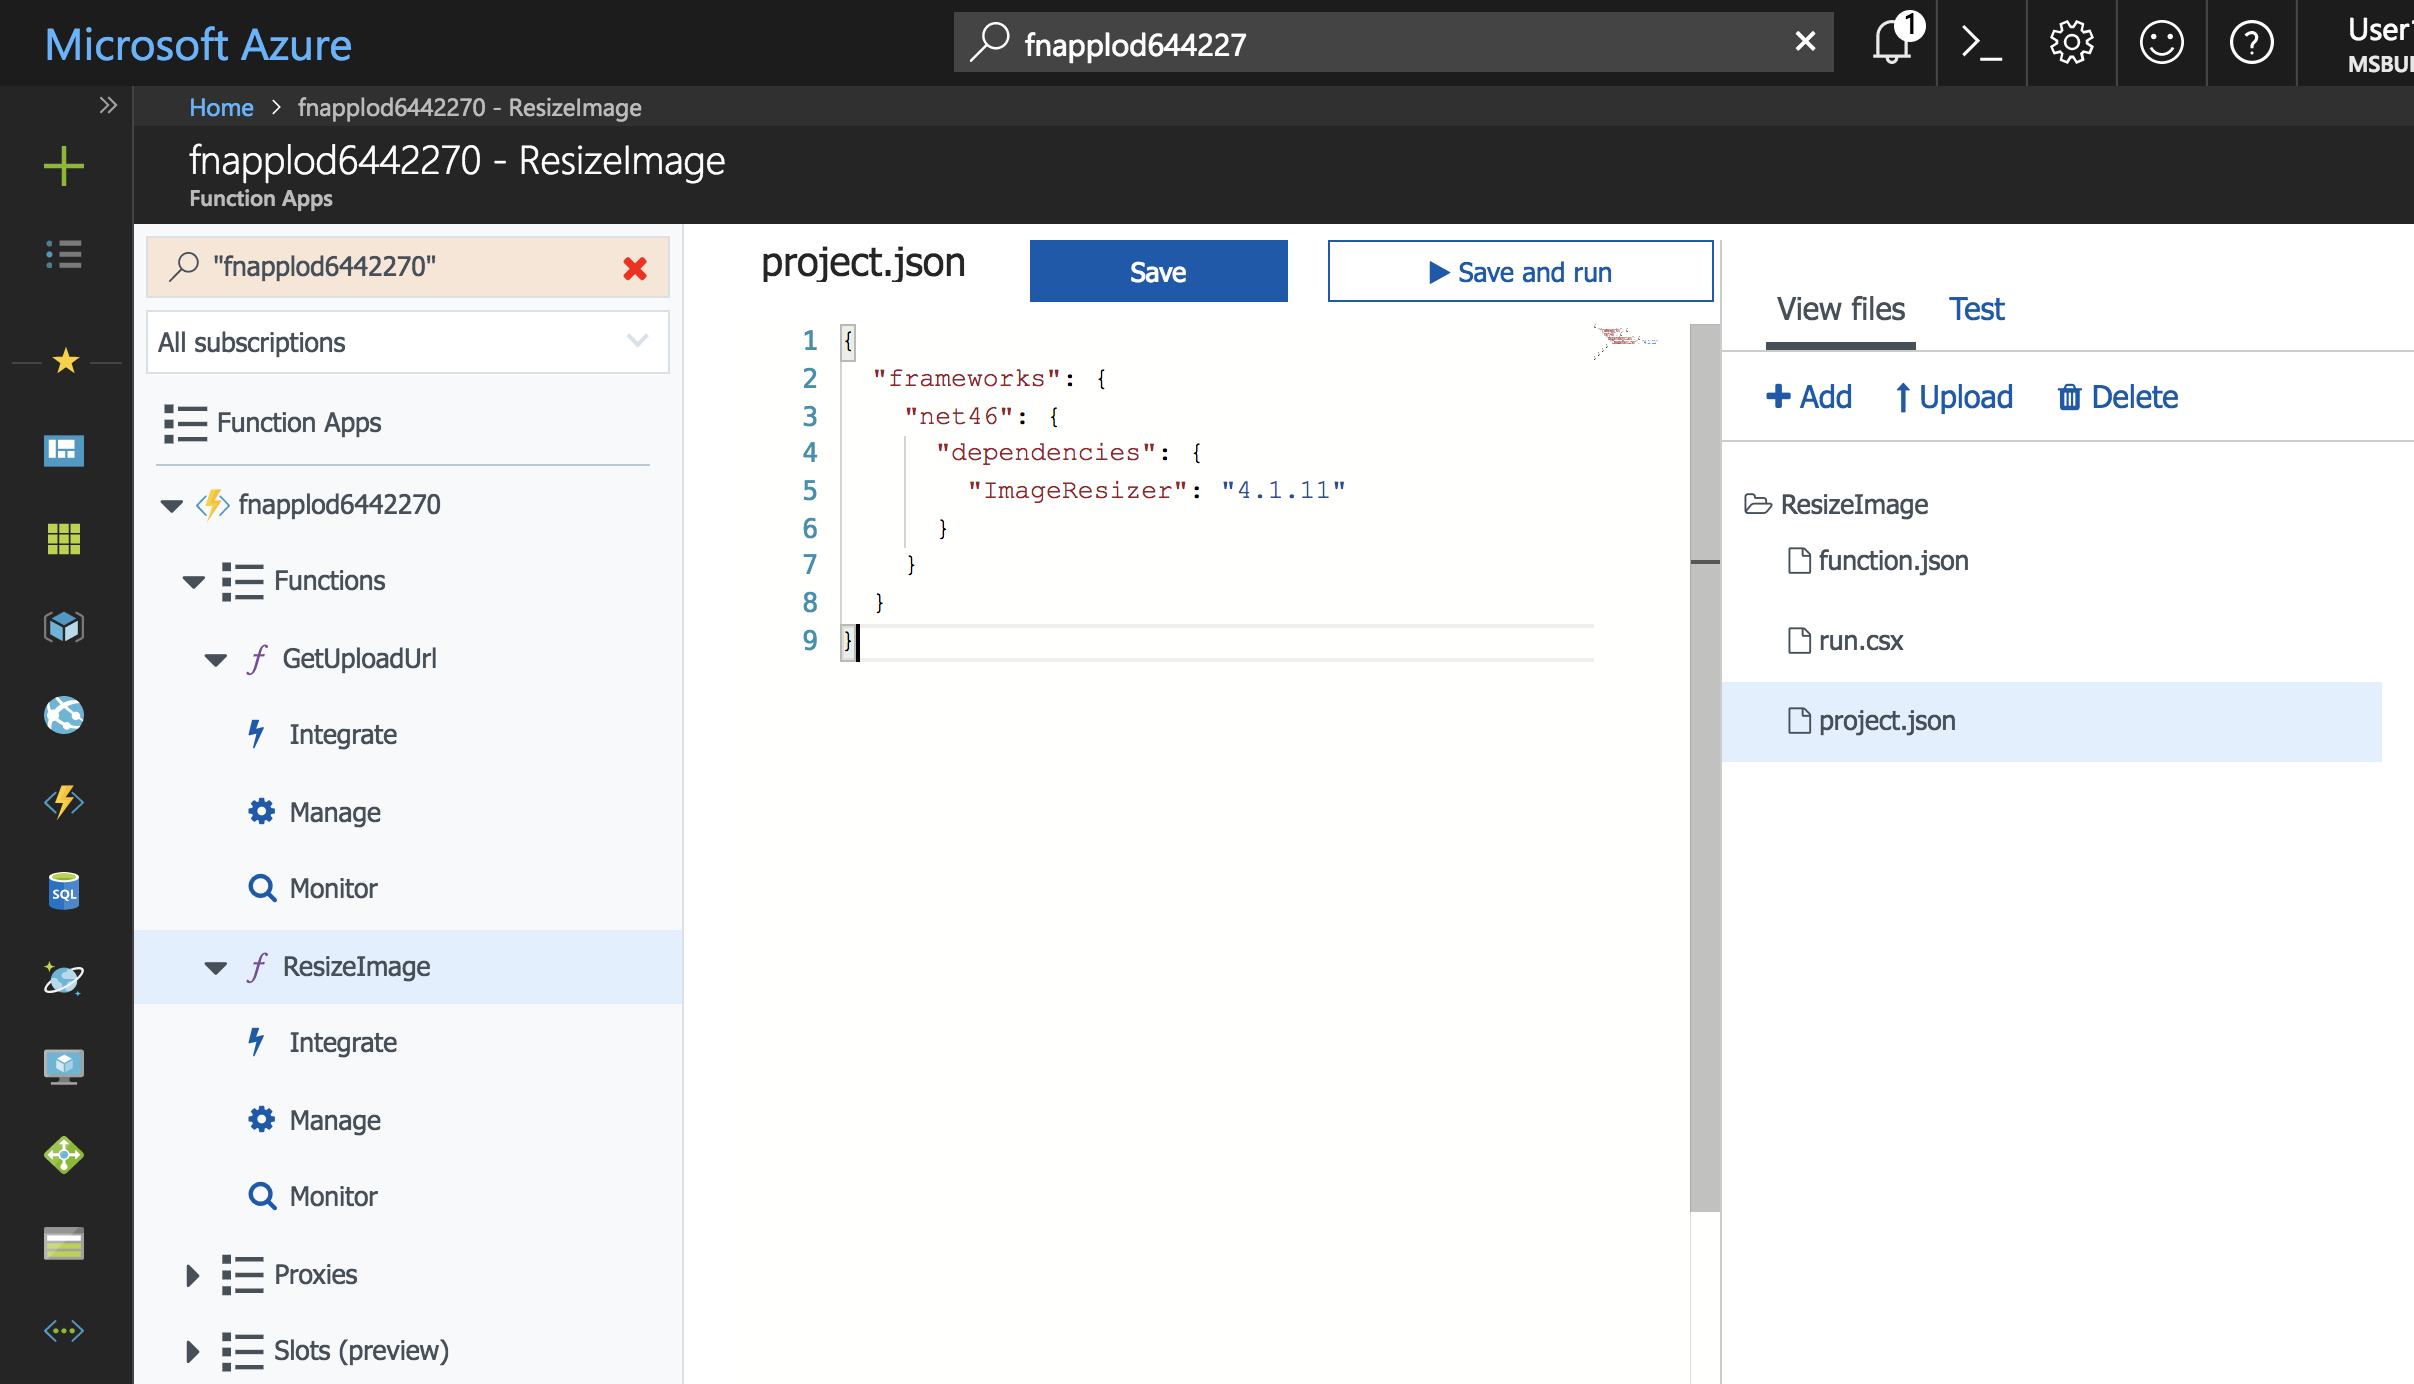 Microsoft Azure
fnapplod644227
1
User
MSBUI
Home > fnapplod6442270 - ResizeImage
fnapplod6442270 - ResizeImage
Function Apps
"fnapplod6442270"
All subscriptions
Function Apps
fnapplod6442270
Functions
GetUploadUrl
Integrate
Manage
Monitor
ResizeImage
Integrate
Manage
Monitor
Proxies
Slots (preview)
SQL
project.json
Save
Save and run
1 {
2 "frameworks": {
3 "net46": {
4 "dependencies": {
5 "ImageResizer": "4.1.11"
6 }
7 }
8 }
9 }
View files
Test
Add
Upload
Delete
ResizeImage
function.json
run.csx
project.json